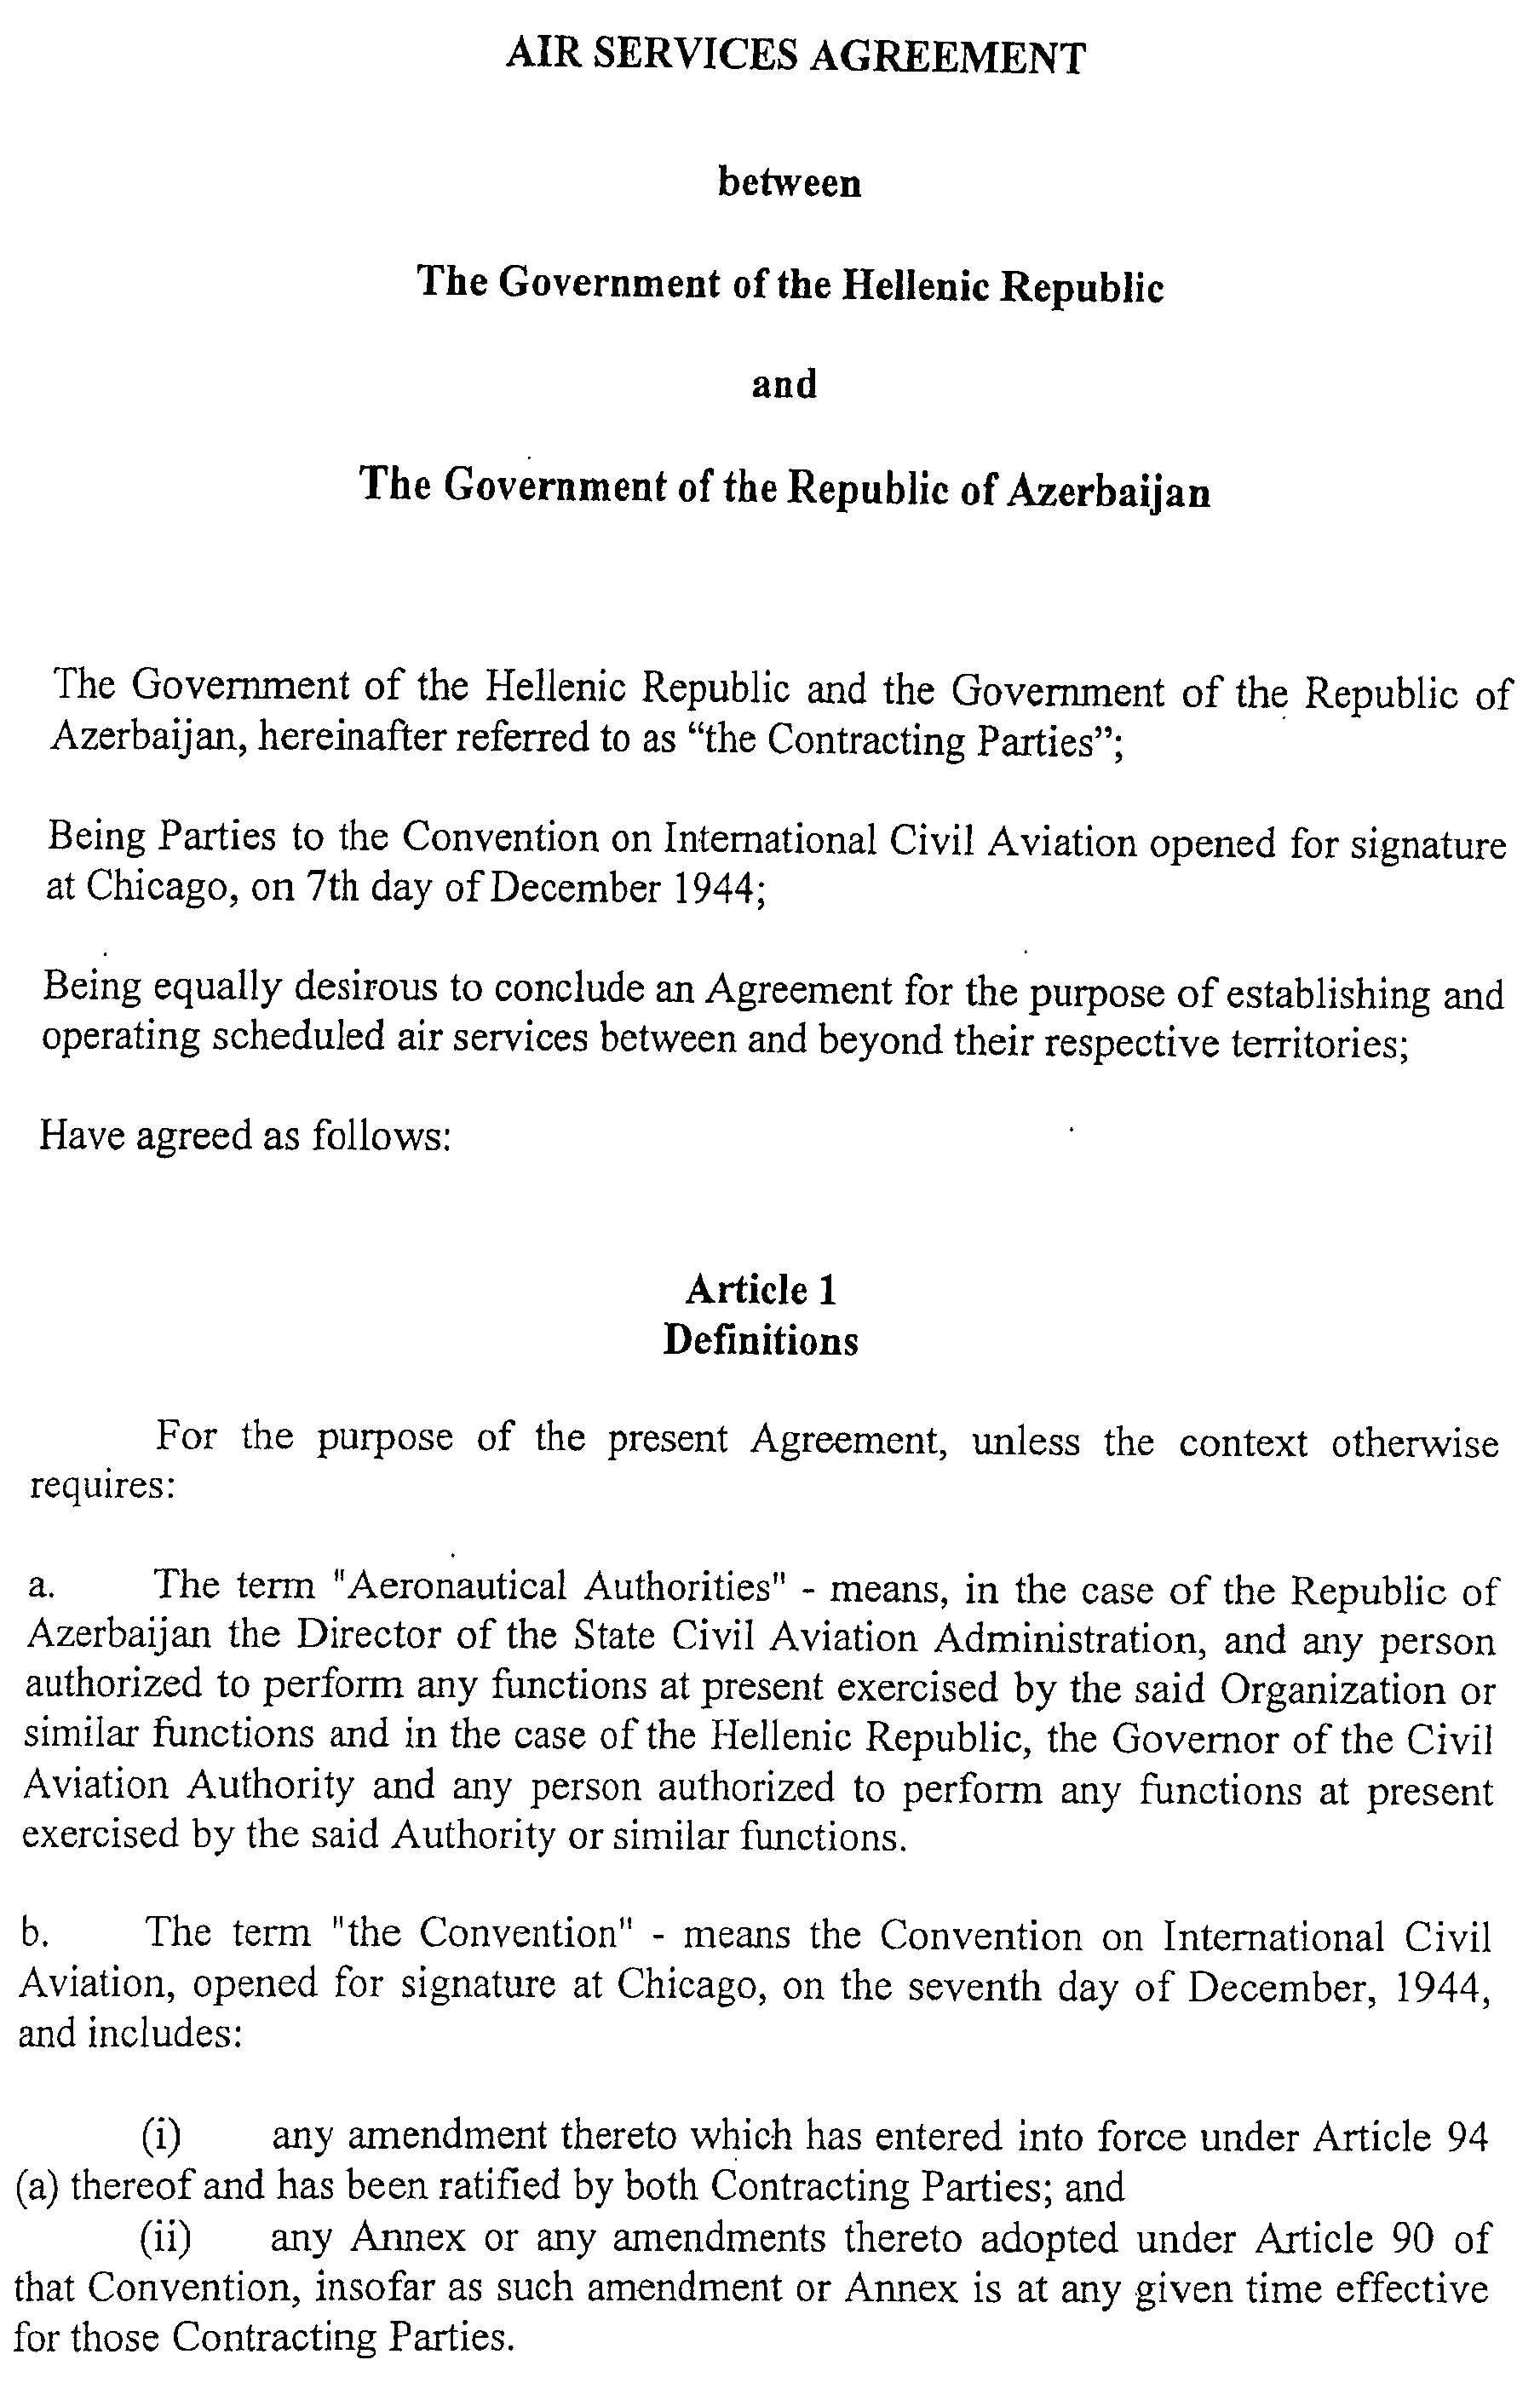 AIR SERVICES AGREEMENT
between
The Government of the Hellenic Republic
and
The Government of the Republic of Azerbaijan
The Government of the Hellenic Republic and the Government of the Republic of
Azerbaijan, hereinafter referred to as “the Contracting Parties”;
Being Parties to the Convention on International Civil Aviation opened for signature
at Chicago, on 7th day of December 1944;
Being equally desirous to conclude an Agreement for the purpose of establishing and
operating scheduled air services between and beyond their respective territories;
Have agreed as follows:
Article 1
Definitions
For the purpose of the present Agreement, unless the context otherwise
requires:
a. The term "Aeronautical Authorities" - means, in the case of the Republic of
Azerbaijan the Director of the State Civil Aviation Administration, and any person
authorized to perform any functions at present exercised by the said Organization or
similar functions and in the case of the Hellenic Republic, the Governor of the Civil
Aviation Authority and any person authorized to perform any functions at present
exercised by the said Authority or similar functions.
b. The term "the Convention" - means the Convention on International Civil
Aviation, opened for signature at Chicago, on the seventh day of December, 1944,
and includes:
(i) any amendment thereto which has entered into force under Article 94
(a) thereof and has been ratified by both Contracting Parties; and
(ii) any Annex or any amendments thereto adopted under Article 90 of
that Convention, insofar as such amendment or Annex is at any given time effective
for those Contracting Parties.